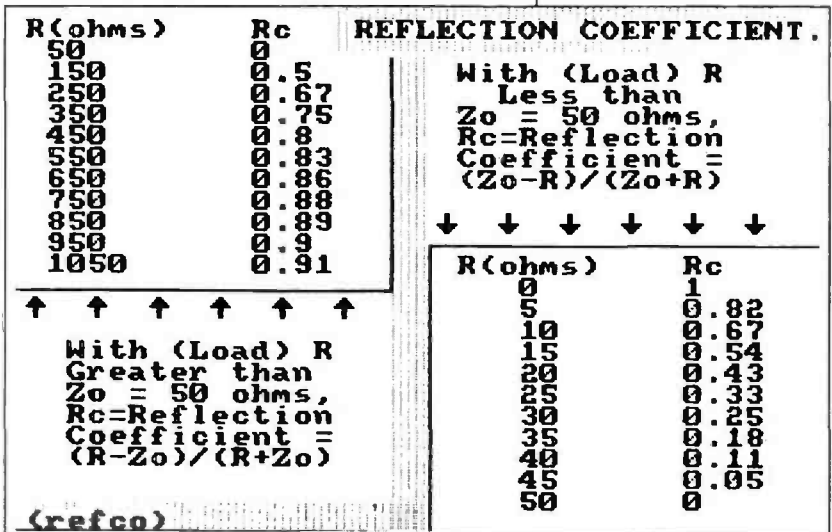 REFLECTION COEFFICIENT.
R(ohms) Rc
50 0
150 0.5
250 0.67
350 0.75
450 0.8
550 0.83
650 0.86
750 0.88
850 0.89
950 0.9
1050 0.91
With (Load) R
Greater than
Zo = 50 ohms,
Rc=Reflection
Coefficient =
(R-Zo)/(R+Zo)
(refco)
With (Load) R
Less than
Zo = 50 ohms,
Rc=Reflection
Coefficient =
(Zo-R)/(Zo+R)
R(ohms) Rc
0 1
5 0.82
10 0.67
15 0.54
20 0.43
25 0.33
30 0.25
35 0.18
40 0.11
45 0.05
50 0